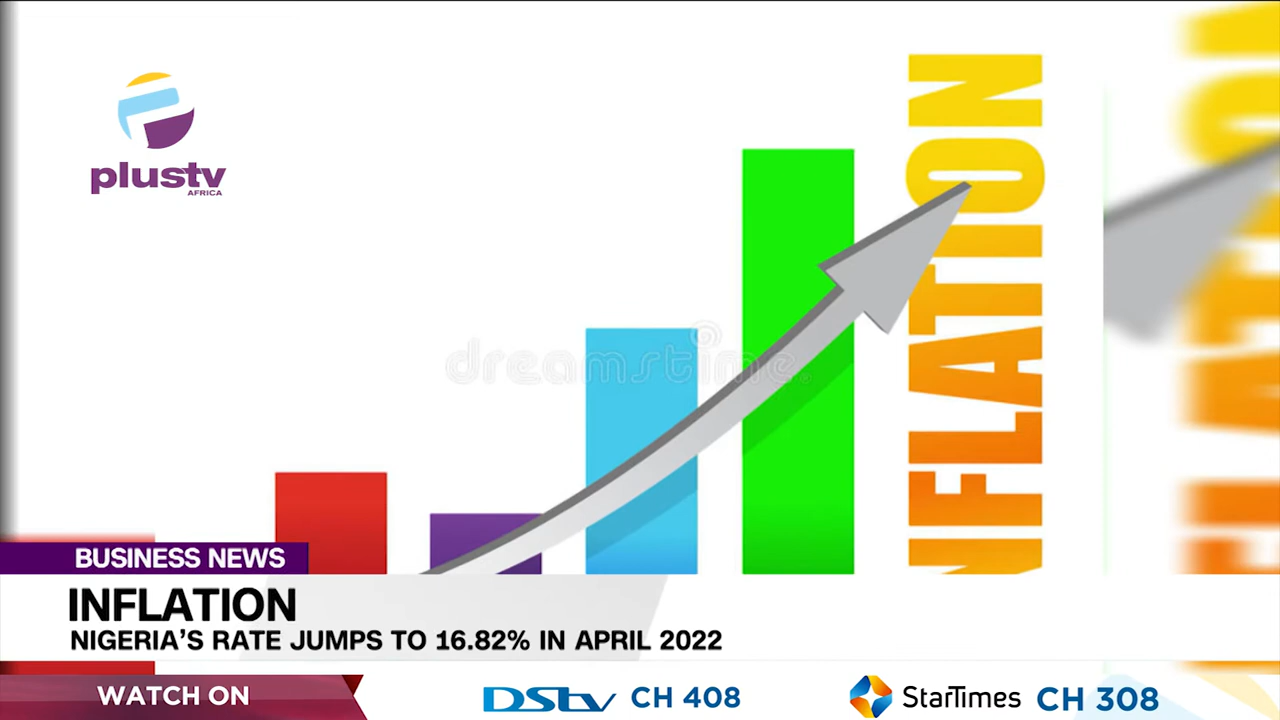 plustv
AFRICA
INFLATION
dreamstime.
BUSINESS NEWS
INFLATION
NIGERIA'S RATE JUMPS TO 16.82% IN APRIL 2022
WATCH ON
DStv CH 408
StarTimes CH 308